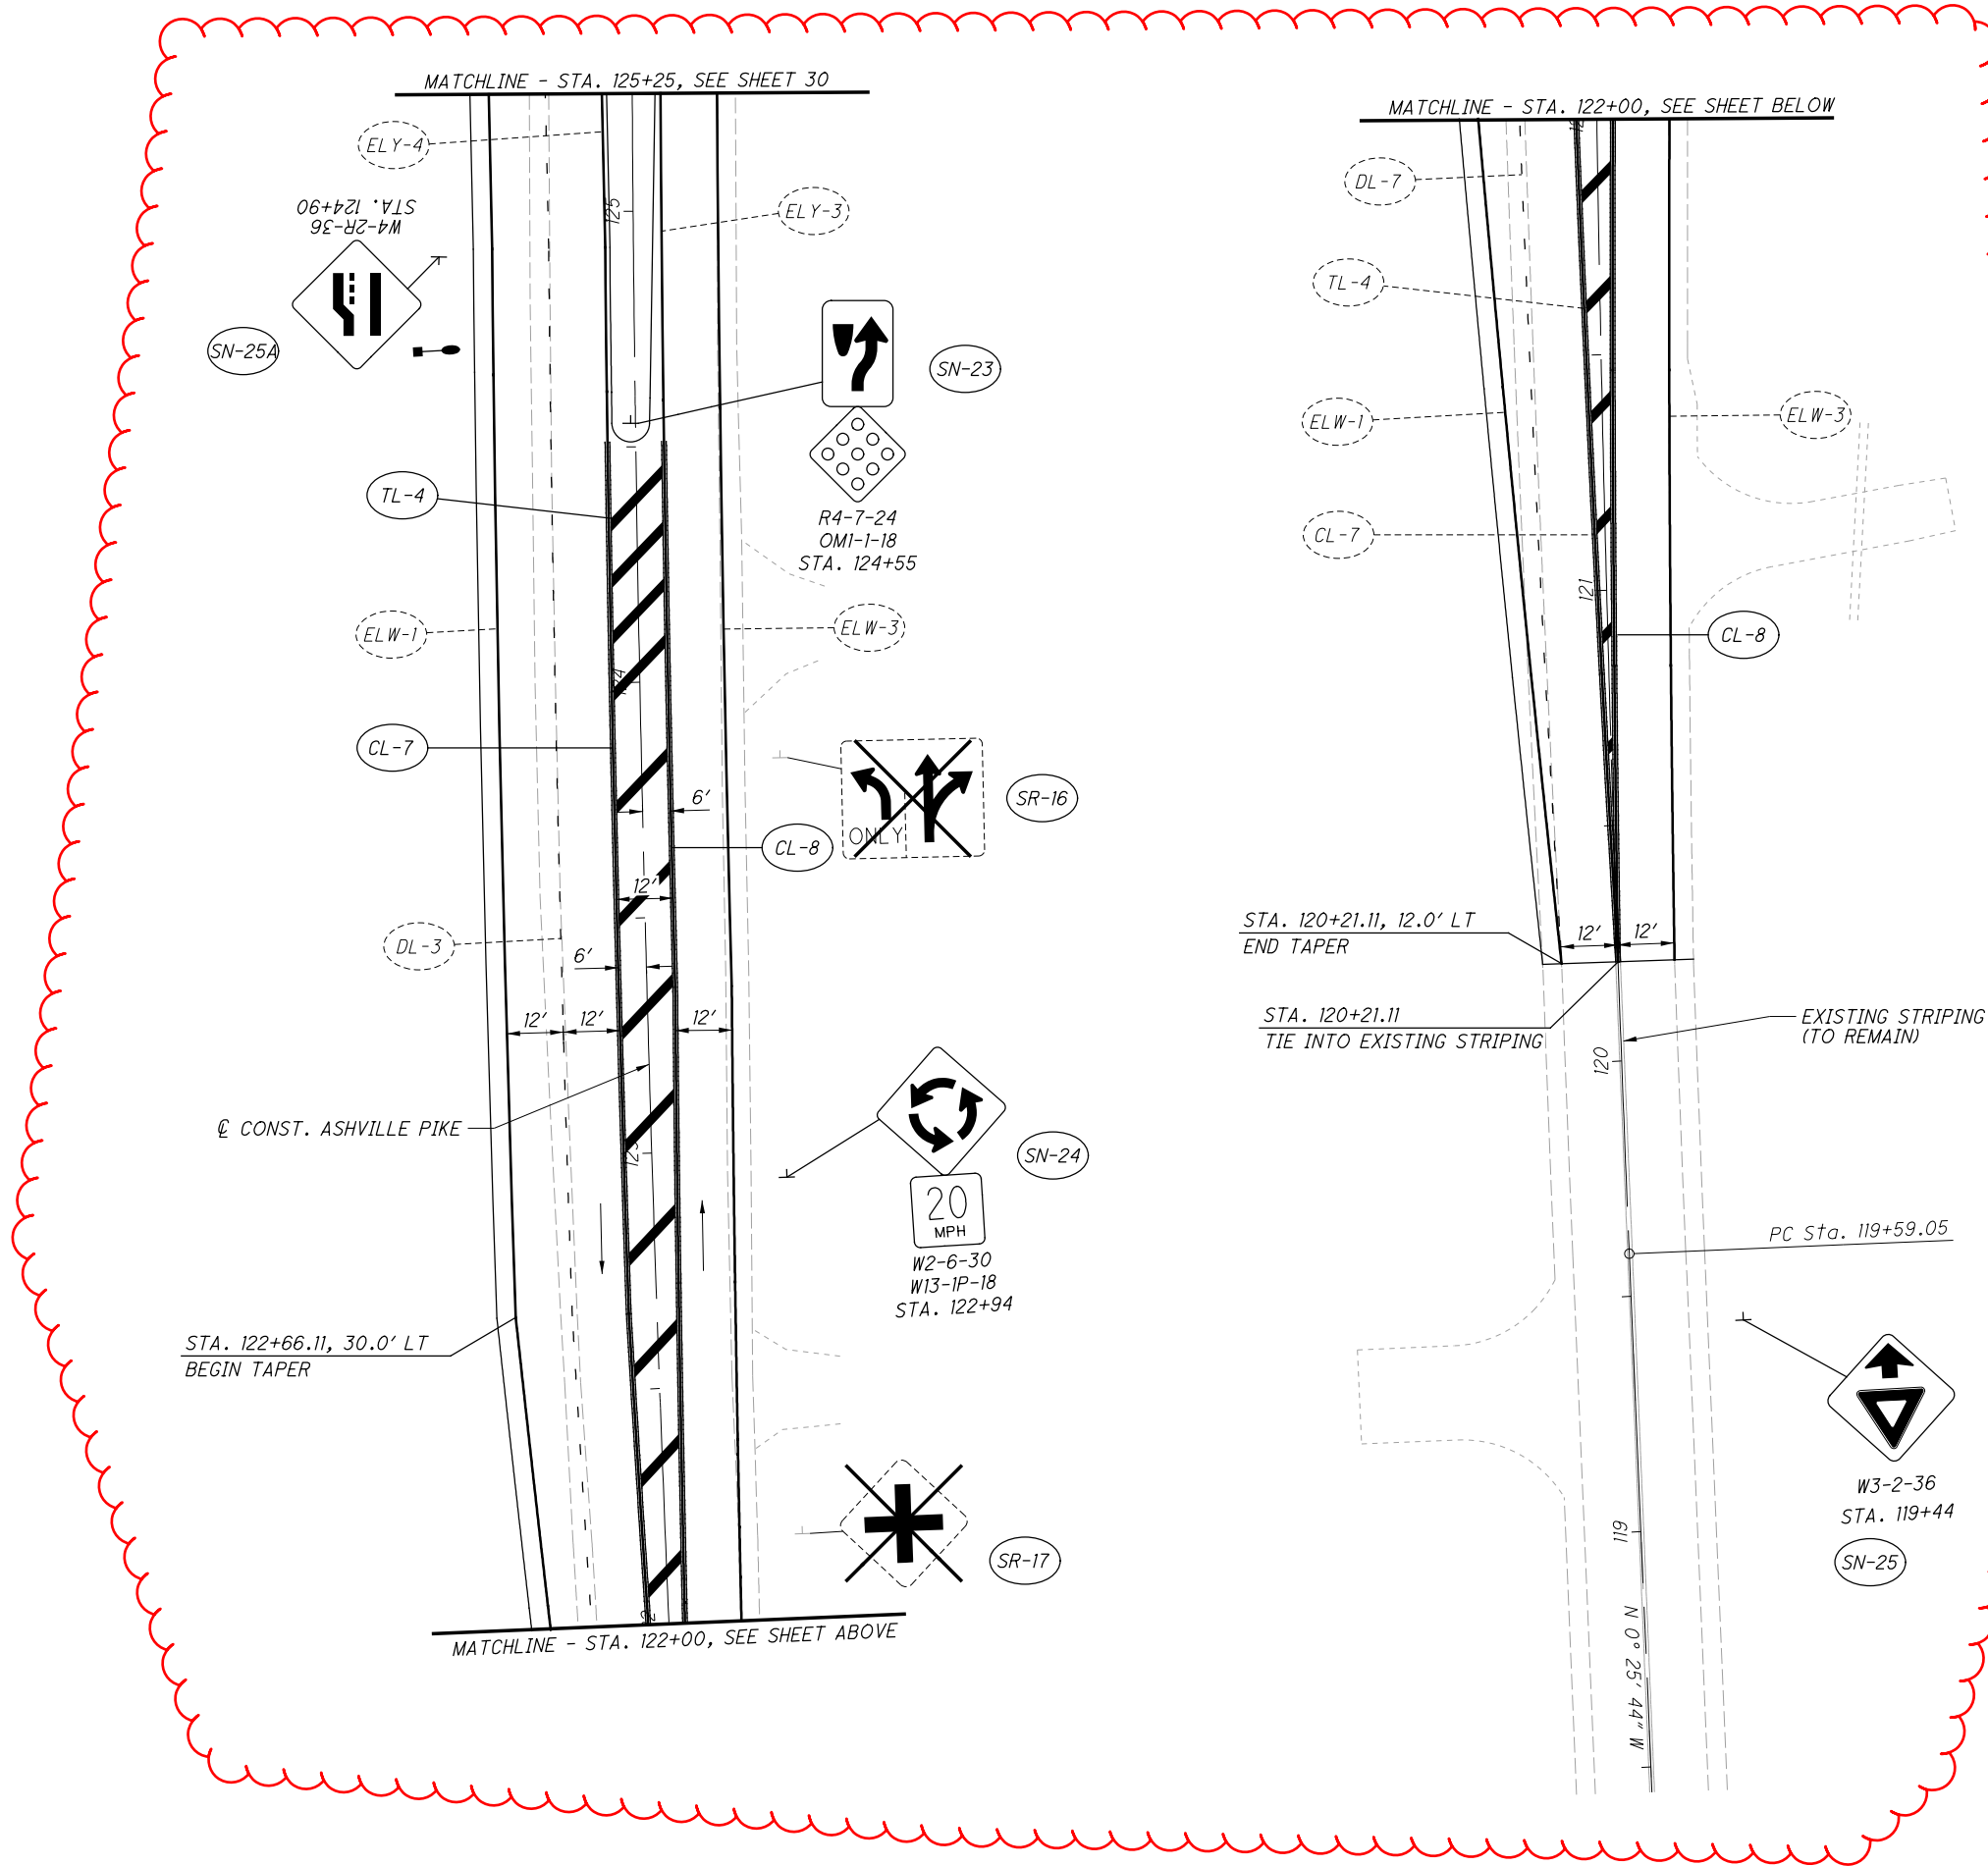 MATCHLINE - STA. 125+25, SEE SHEET 30
ELY-4
125
ELY-3
W4-2R-36
STA. 124+90
SN-25A
SN-23
TL-4
R4-7-24
OM1-1-18
STA. 124+55
ELW-1
ELW-3
124
CL-7
ONLY
SR-16
6'
CL-8
12'
DL-3
6'
12'
12'
12'
℄ CONST. ASHVILLE PIKE
123
SN-24
20
MPH
W2-6-30
W13-1P-18
STA. 122+94
STA. 122+66.11, 30.0' LT
BEGIN TAPER
SR-17
MATCHLINE - STA. 122+00, SEE SHEET ABOVE
MATCHLINE - STA. 122+00, SEE SHEET BELOW
DL-7
TL-4
ELW-1
ELW-3
CL-7
121
CL-8
STA. 120+21.11, 12.0' LT
END TAPER
12'
12'
STA. 120+21.11
TIE INTO EXISTING STRIPING
EXISTING STRIPING
(TO REMAIN)
120
PC Sta. 119+59.05
W3-2-36
STA. 119+44
SN-25
119
N 0° 25' 44" W